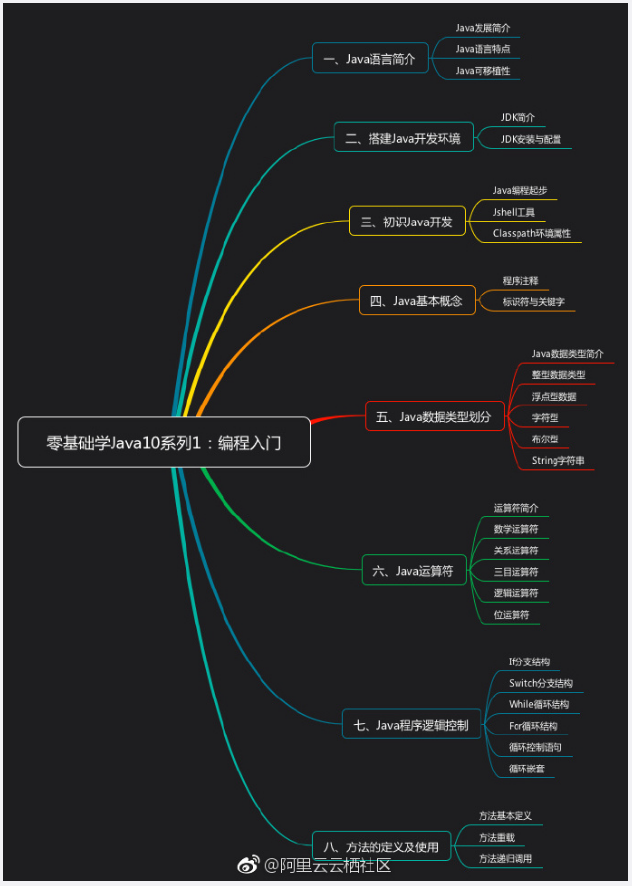 零基础学Java10系列1：编程入门
一、Java语言简介
Java发展简介
Java语言特点
Java可移植性
二、搭建Java开发环境
JDK简介
JDK安装与配置
三、初识Java开发
Java编程起步
Jshell工具
Classpath环境属性
四、Java基本概念
程序注释
标识符与关键字
五、Java数据类型划分
Java数据类型简介
整型数据类型
浮点型数据
字符型
布尔型
String字符串
六、Java运算符
运算符简介
数学运算符
关系运算符
三目运算符
逻辑运算符
位运算符
七、Java程序逻辑控制
If分支结构
Switch分支结构
While循环结构
For循环结构
循环控制语句
循环嵌套
八、方法的定义及使用
方法基本定义
方法重载
方法递归调用
@阿里云云栖社区